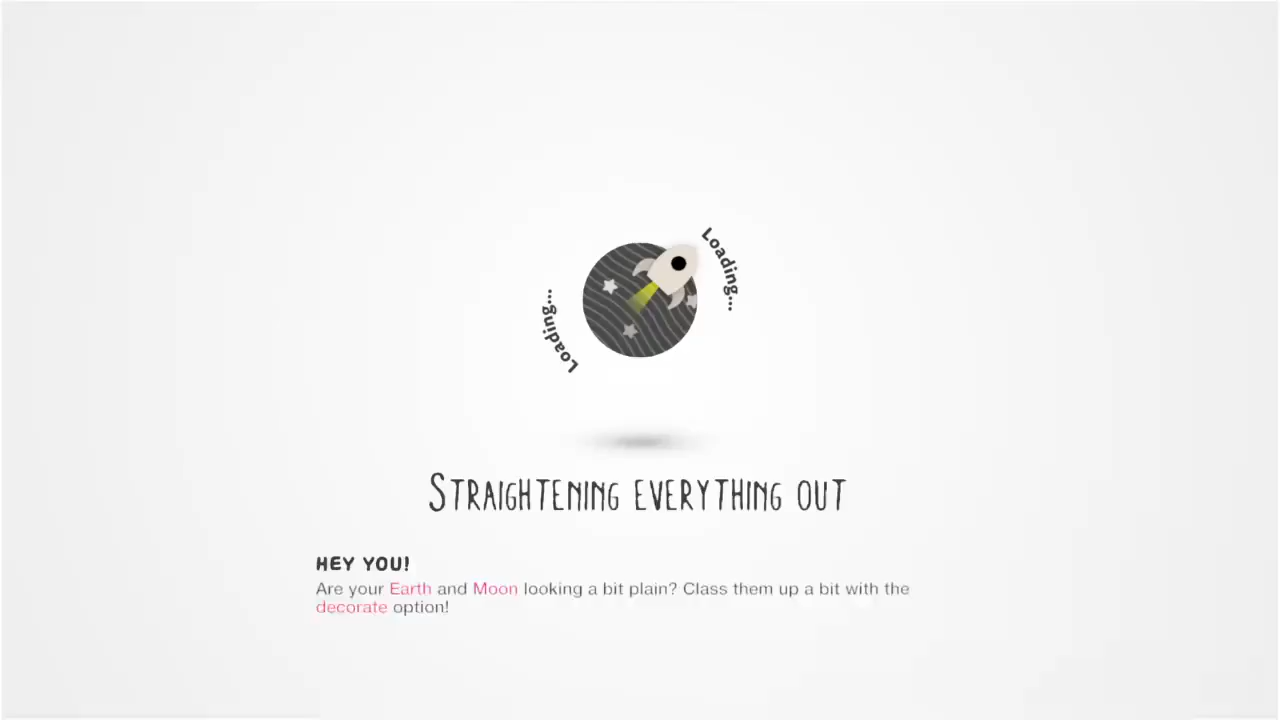 Loading...
Loading...
STRAIGHTENING EVERYTHING OUT
HEY YOU!
Are your Earth and Moon looking a bit plain? Class them up a bit with the
decorate option!